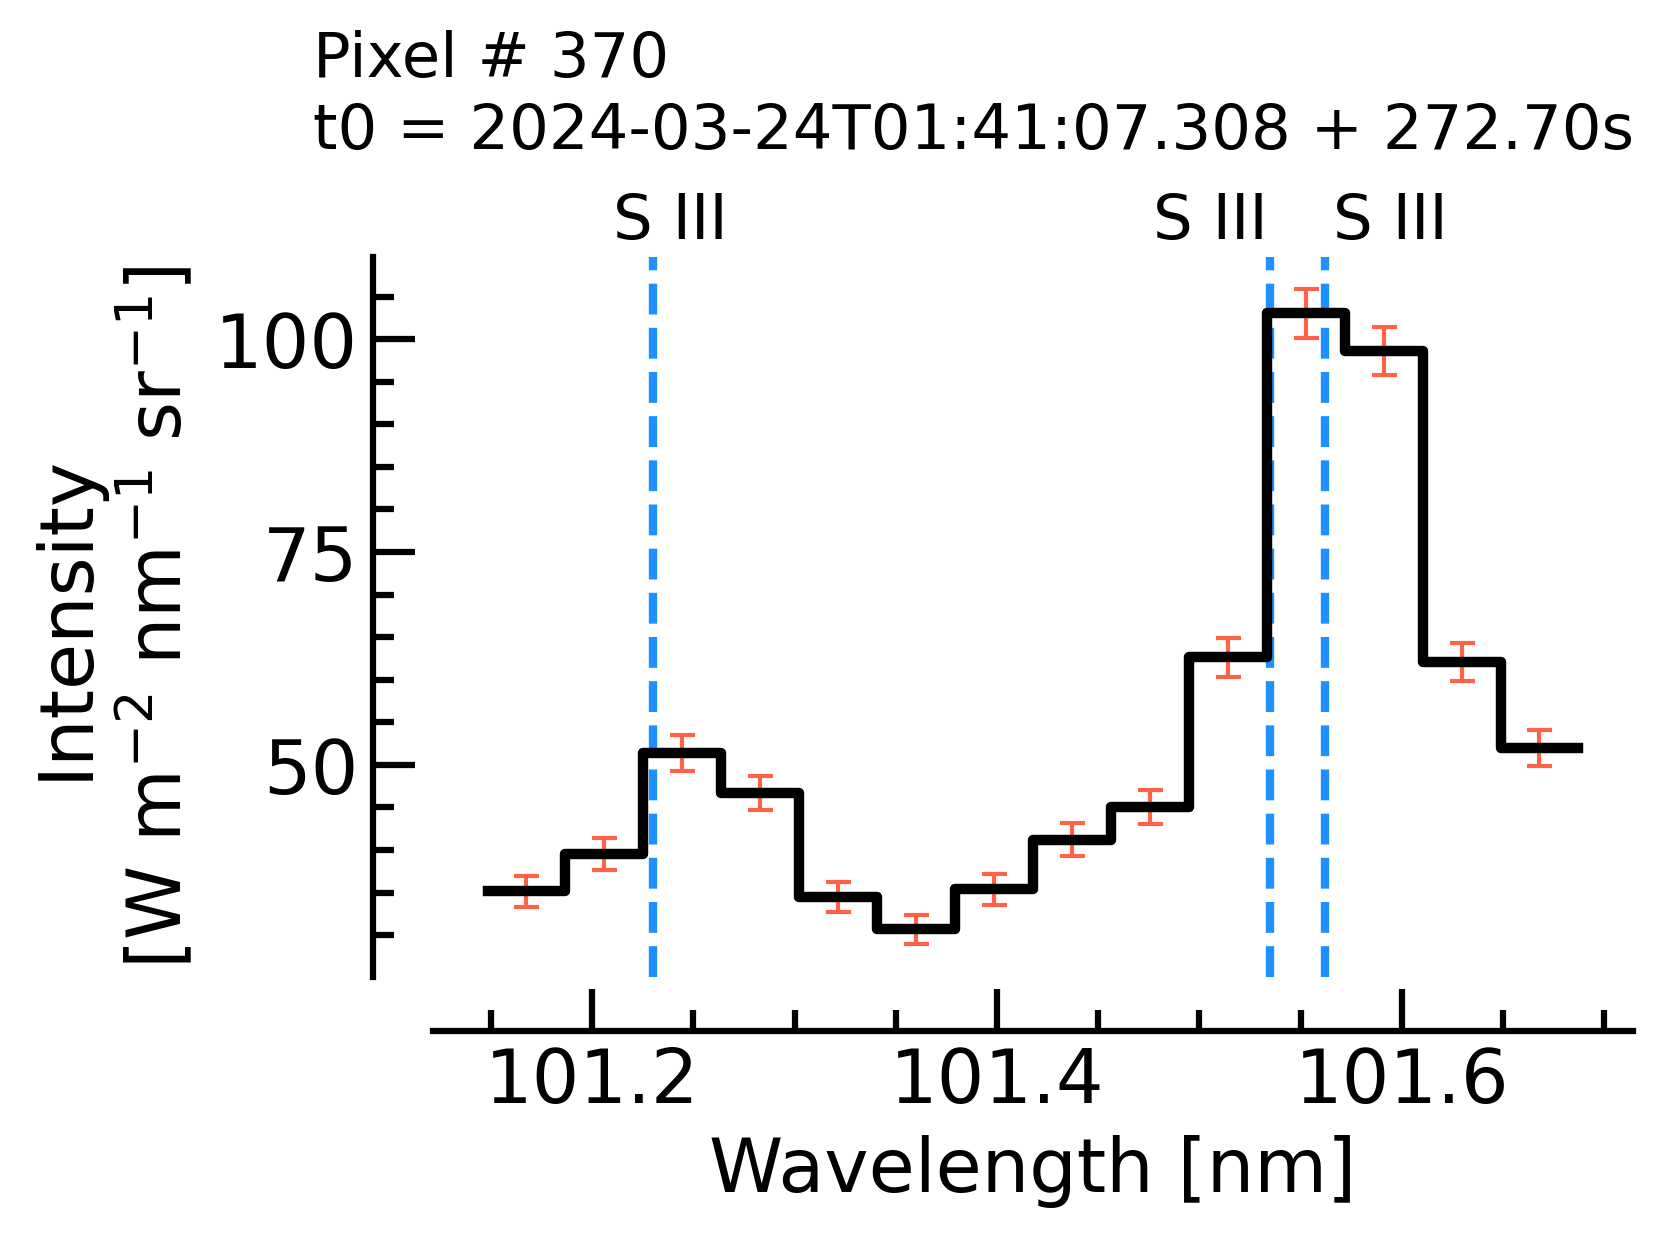 Pixel # 370
t0 = 2024-03-24T01:41:07.308 + 272.70s
S III S III S III
Intensity
[W m⁻² nm⁻¹ sr⁻¹]
100
75
50
101.2 101.4 101.6
Wavelength [nm]